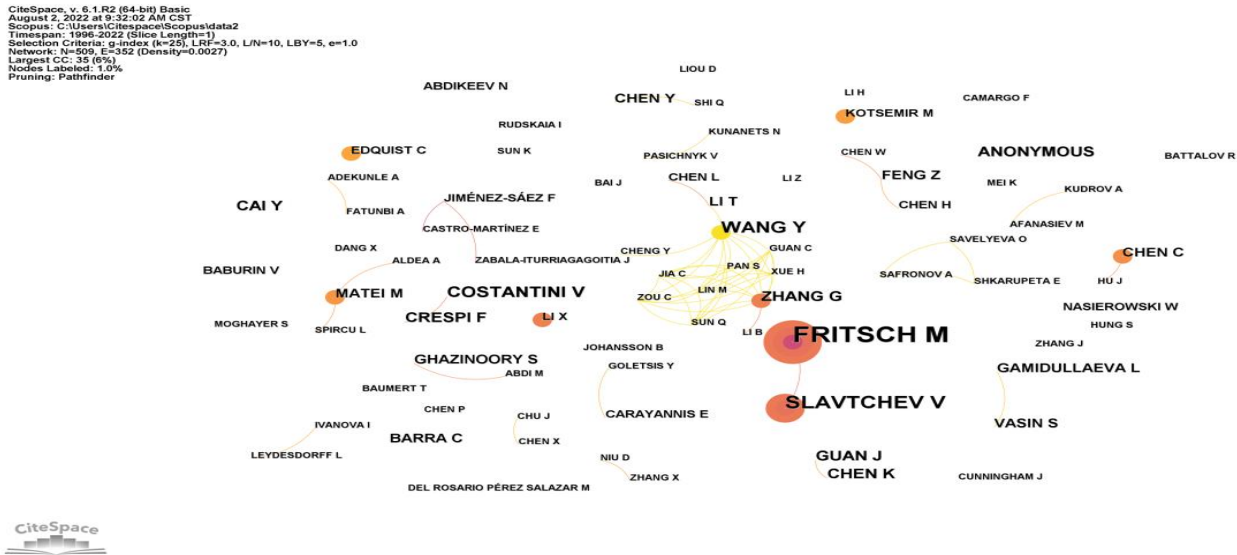 CiteSpace, v. 6.1.R2 (64-bit) Basic
August 2, 2022 at 9:32:02 AM CST
Scopus: C:\Users\Citespace\Scopus\data2
Timespan: 1996-2022 (Slice Length=1)
Selection Criteria: g-index (k=25), LRF=3.0, L/N=10, LBY=5, e=1.0
Network: N=509, E=352 (Density=0.0027)
Largest CC: 35 (6%)
Nodes Labeled: 1.0%
Pruning: Pathfinder
LIOU D
ABDIKEEV N
LI H
CHEN Y
SHI Q
CAMARGO F
KOTSEMIR M
RUDSKAIA I
KUNANETS N
EDQUIST C
SUN K
PASICHNYK V
CHEN W
ANONYMOUS
BATTALOV R
ADEKUNLE A
BAI J
CHEN L
LI Z
FENG Z
MEI K
KUDROV A
CAI Y
FATUNBI A
JIMÉNEZ-SÁEZ F
LI T
CHEN H
CASTRO-MARTÍNEZ E
WANG Y
AFANASIEV M
DANG X
ALDEA A
ZABALA-ITURRIAGAGOITIA J
CHENG Y
GUAN C
SAVELYEVA O
CHEN C
BABURIN V
JIA C
PAN S
XUE H
SAFRONOV A
SHKARUPETA E
HU J
MATEI M
COSTANTINI V
ZOU C
LIN M
ZHANG G
NASIEROWSKI W
MOGHAYER S
SPIRCU L
CRESPI F
LI X
SUN Q
LI B
FRITSCH M
HUNG S
JOHANSSON B
ZHANG J
GHAZINOORY S
ABDI M
GOLETSIS Y
GAMIDULLAEVA L
BAUMERT T
SLAVTCHEV V
CHEN P
CHU J
CARAYANNIS E
VASIN S
IVANOVA I
BARRA C
CHEN X
LEYDESDORFF L
NIU D
GUAN J
ZHANG X
CHEN K
CUNNINGHAM J
DEL ROSARIO PÉREZ SALAZAR M
CiteSpace